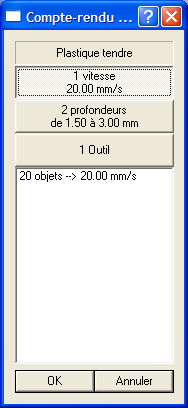 Compte-rendu ...
Plastique tendre
1 vitesse
20.00 mm/s
2 profondeurs
de 1.50 à 3.00 mm
1 Outil
20 objets --> 20.00 mm/s
OK
Annuler